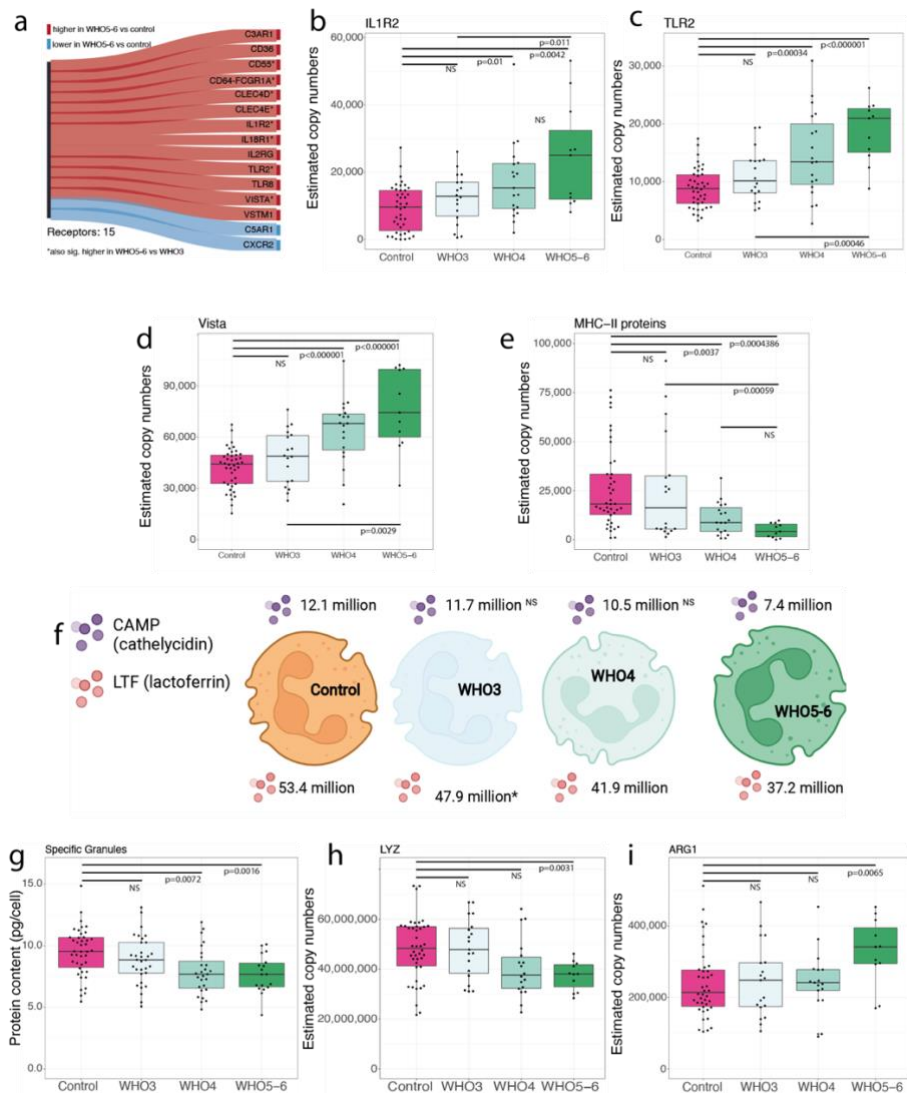 a
higher in WHO5-6 vs control
lower in WHO5-6 vs control
C3AR1
CD36
CD55*
CD64-FCGR1A*
CLEC4D*
CLEC4E*
IL1R2*
IL18R1*
IL2RG
TLR2*
TLR8
VISTA*
VSTM1
C5AR1
CXCR2
Receptors: 15
*also sig. higher in WHO5-6 vs WHO3
b
IL1R2
Estimated copy numbers
60,000
40,000
20,000
0
p=0.011
p=0.0042
p=0.01
NS
NS
Control WHO3 WHO4 WHO5-6
c
TLR2
Estimated copy numbers
30,000
20,000
10,000
0
p<0.000001
p=0.00034
NS
p=0.00046
Control WHO3 WHO4 WHO5-6
d
Vista
Estimated copy numbers
90,000
60,000
30,000
0
p<0.000001
p<0.000001
NS
p=0.0029
Control WHO3 WHO4 WHO5-6
e
MHC-II proteins
Estimated copy numbers
100,000
75,000
50,000
25,000
0
p=0.0004386
p=0.0037
NS
p=0.00059
NS
Control WHO3 WHO4 WHO5-6
f
CAMP
(cathelycidin)
LTF (lactoferrin)
12.1 million
11.7 million NS
10.5 million NS
7.4 million
Control
WHO3
WHO4
WHO5-6
53.4 million
47.9 million*
41.9 million
37.2 million
g
Specific Granules
Protein content (pg/cell)
15.0
10.0
5.0
0.0
p=0.0016
p=0.0072
NS
Control WHO3 WHO4 WHO5-6
h
LYZ
Estimated copy numbers
60,000,000
40,000,000
20,000,000
0
p=0.0031
NS
NS
Control WHO3 WHO4 WHO5-6
i
ARG1
Estimated copy numbers
400,000
200,000
0
p=0.0065
NS
NS
Control WHO3 WHO4 WHO5-6